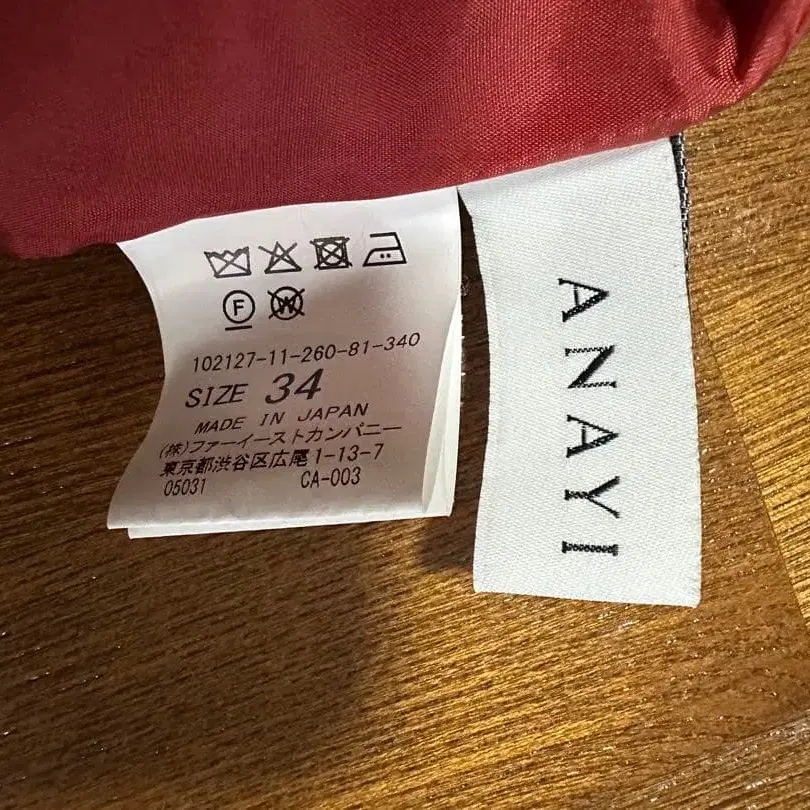 F W
102127-11-260-81-340
SIZE 34
MADE IN JAPAN
(株)ファーイーストカンパニー
東京都渋谷区広尾1-13-7
05031 CA-003
ANAYI